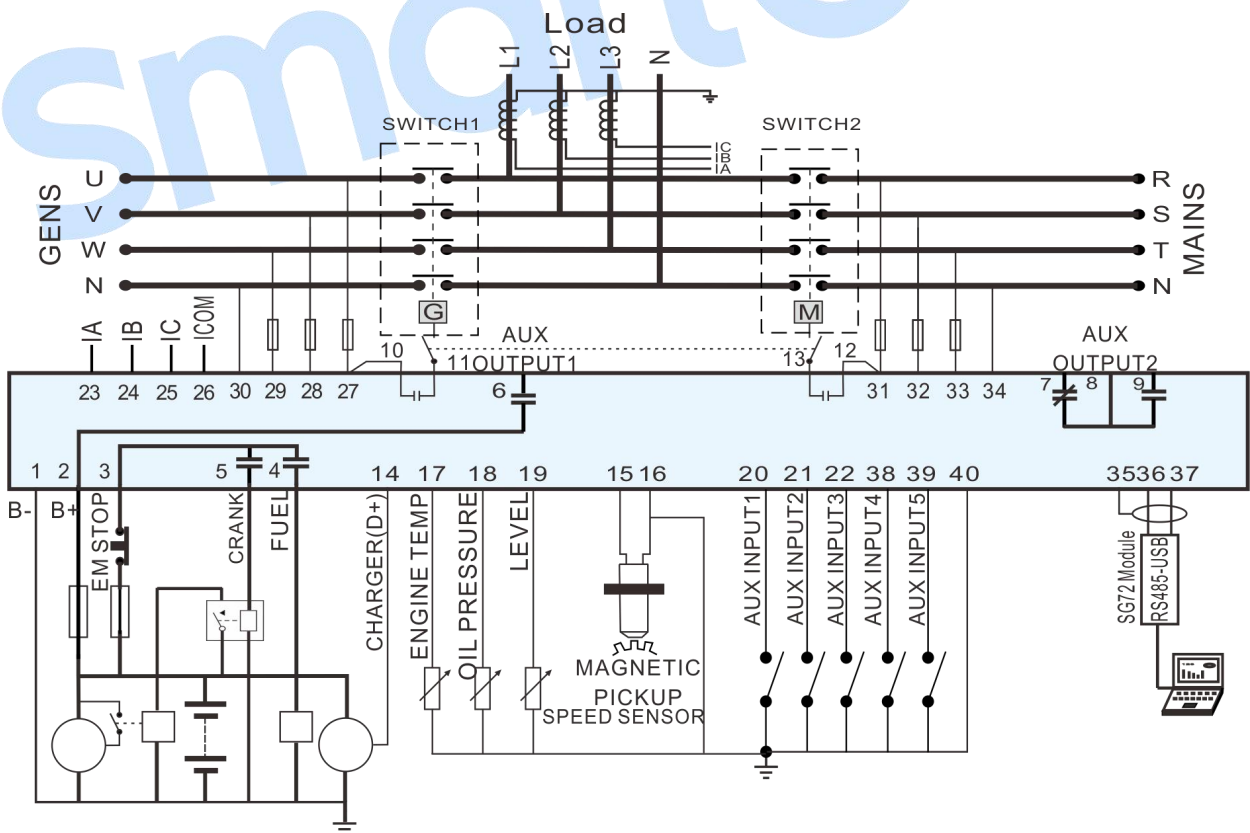 smart
Load
L1 L2 L3 N
SWITCH1 SWITCH2
IC
IB
IA
GENS
U
V
W
N
R
S
T
N
MAINS
G M
IA IB IC ICOM
10 11 AUX
OUTPUT1
13 12
AUX
OUTPUT2
23 24 25 26 30 29 28 27 6 31 32 33 34 7 8 9
1 2 3 5 4 14 17 18 19 15 16 20 21 22 38 39 40 35 36 37
B- B+ EM STOP CRANK FUEL CHARGER(D+) ENGINE TEMP OIL PRESSURE LEVEL
MAGNETIC
PICKUP
SPEED SENSOR
AUX INPUT1 AUX INPUT2 AUX INPUT3 AUX INPUT4 AUX INPUT5
SG72 Module
RS485-USB